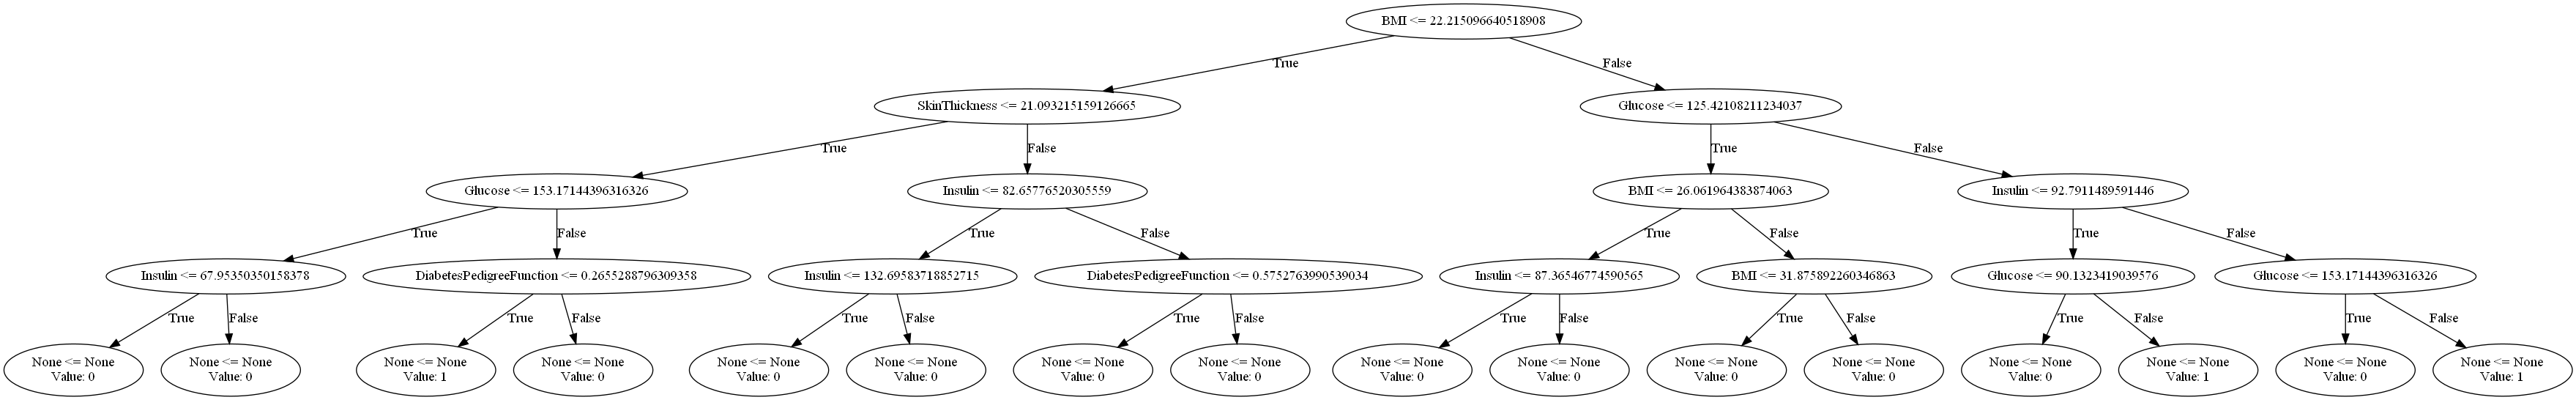 BMI <= 22.215096640518908
True
False
SkinThickness <= 21.093215159126665
Glucose <= 125.42108211234037
True
False
True
False
Glucose <= 153.17144396316326
Insulin <= 82.65776520305559
BMI <= 26.061964383874063
Insulin <= 92.7911489591446
True
False
True
False
True
False
True
False
Insulin <= 67.95350350158378
DiabetesPedigreeFunction <= 0.2655288796309358
Insulin <= 132.69583718852715
DiabetesPedigreeFunction <= 0.5752763990539034
Insulin <= 87.36546774590565
BMI <= 31.875892260346863
Glucose <= 90.1323419039576
Glucose <= 153.17144396316326
True
False
True
False
True
False
True
False
True
False
True
False
True
False
True
False
None <= None
Value: 0
None <= None
Value: 0
None <= None
Value: 1
None <= None
Value: 0
None <= None
Value: 0
None <= None
Value: 0
None <= None
Value: 0
None <= None
Value: 0
None <= None
Value: 0
None <= None
Value: 0
None <= None
Value: 0
None <= None
Value: 0
None <= None
Value: 0
None <= None
Value: 1
None <= None
Value: 0
None <= None
Value: 1